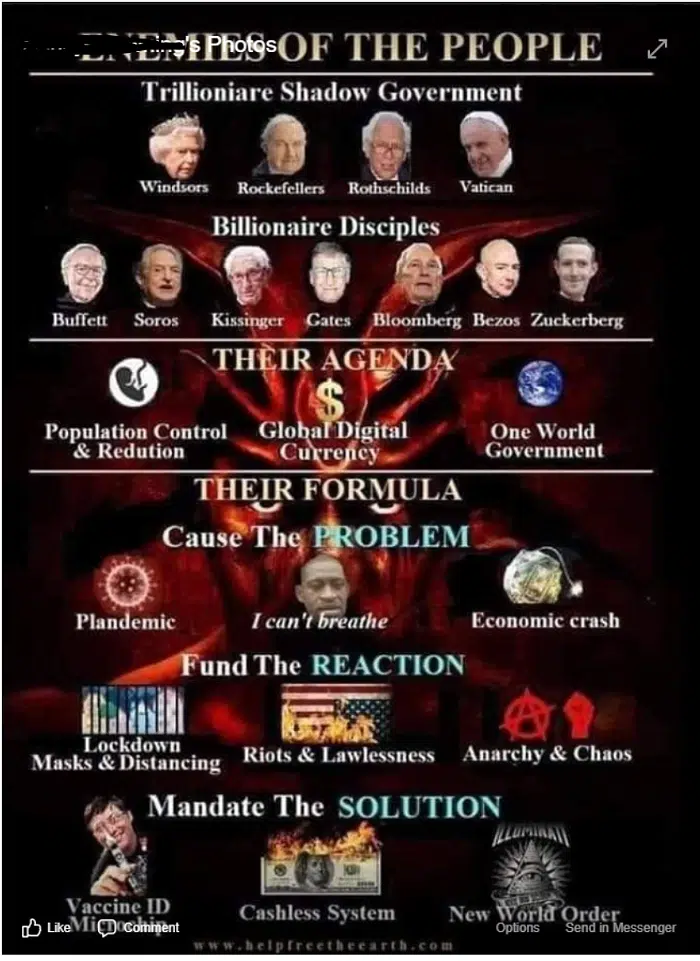 ENEMIES OF THE PEOPLE
's Photos
Trillioniare Shadow Government
Windsors Rockefellers Rothschilds Vatican
Billionaire Disciples
Buffett Soros Kissinger Gates Bloomberg Bezos Zuckerberg
THEIR AGENDA
$
Population Control Global Digital One World
& Redution Currency Government
THEIR FORMULA
Cause The PROBLEM
Plandemic I can't breathe Economic crash
Fund The REACTION
Lockdown
Masks & Distancing Riots & Lawlessness Anarchy & Chaos
Mandate The SOLUTION
ILLUMINATI
Vaccine ID
Microchip Cashless System New World Order
Like Comment Options Send in Messenger
www.helpfreetheearth.com